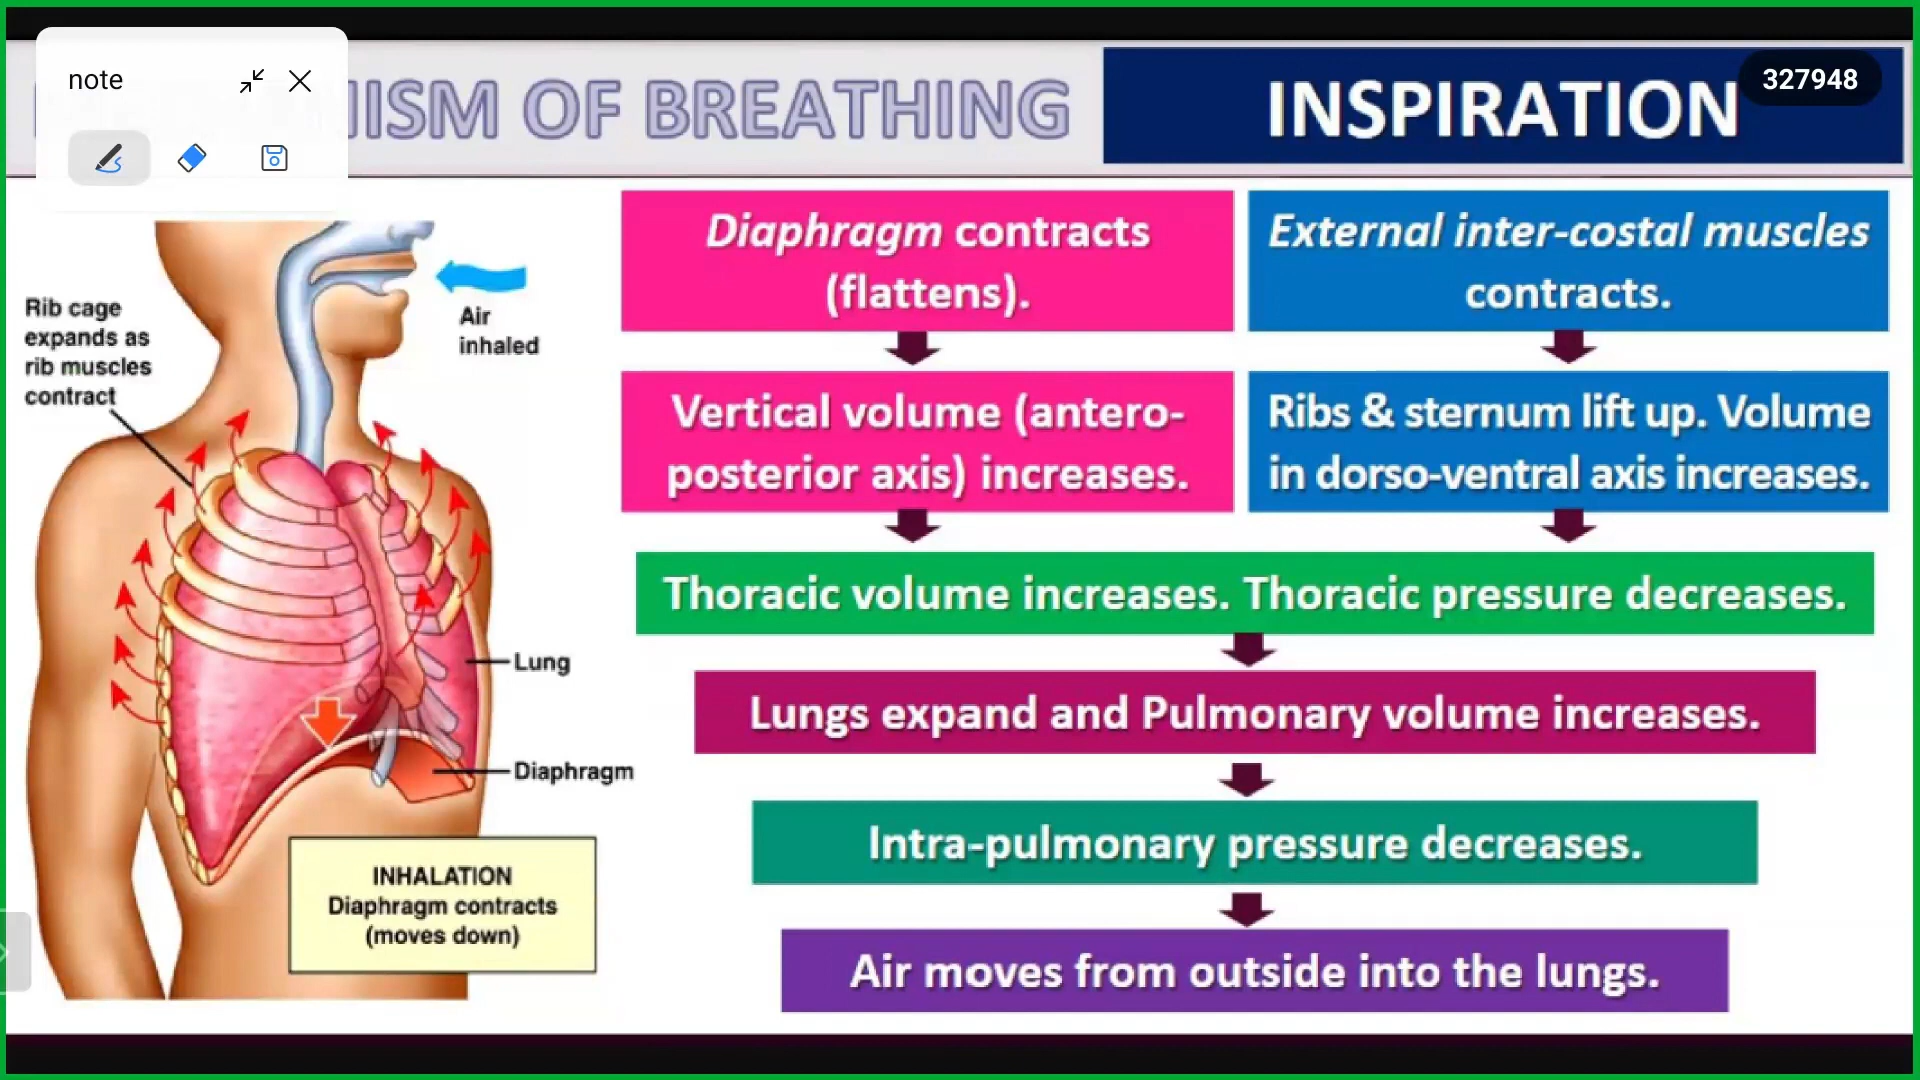 note
NISM OF BREATHING
INSPIRATION
327948
Diaphragm contracts
(flattens).
External inter-costal muscles
contracts.
Vertical volume (antero-
posterior axis) increases.
Ribs & sternum lift up. Volume
in dorso-ventral axis increases.
Thoracic volume increases. Thoracic pressure decreases.
Lungs expand and Pulmonary volume increases.
Intra-pulmonary pressure decreases.
Air moves from outside into the lungs.
Rib cage
expands as
rib muscles
contract
Air
inhaled
Lung
Diaphragm
INHALATION
Diaphragm contracts
(moves down)